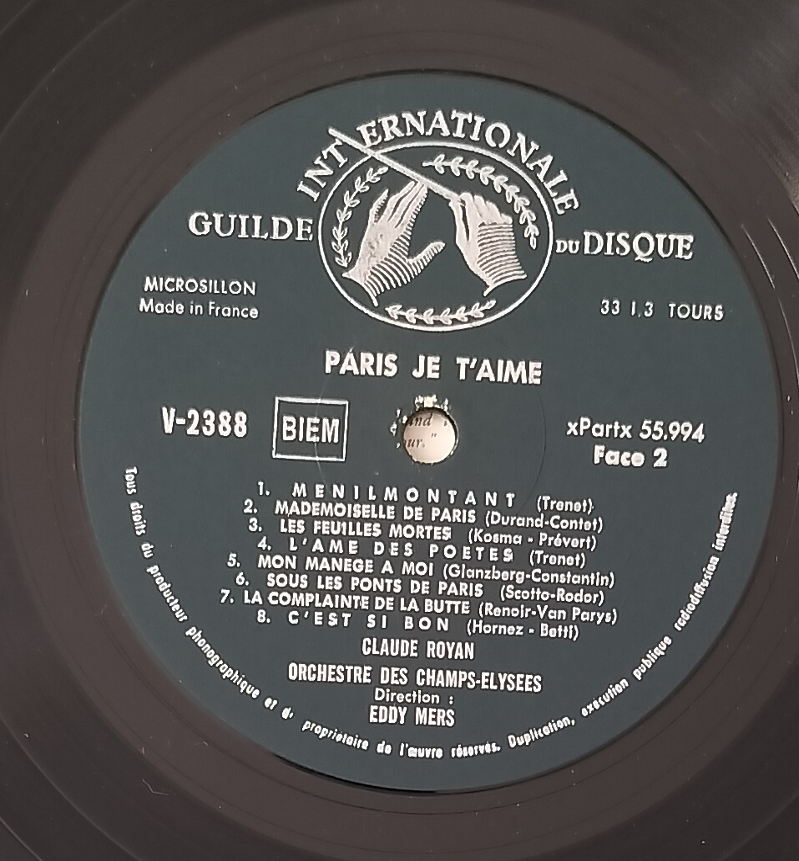 INTERNATIONALE
GUILDE DU DISQUE
MICROSILLON
Made in France
33 1.3 TOURS
PARIS JE T'AIME
V-2388
BIEM
xPartx 55.994
Face 2
1. MENILMONTANT (Trenet)
2. MADEMOISELLE DE PARIS (Durand-Contet)
3. LES FEUILLES MORTES (Kosma - Prévert)
4. L'AME DES POETES (Trenet)
5. MON MANEGE A MOI (Glanzberg-Constantin)
6. SOUS LES PONTS DE PARIS (Scotto-Rodor)
7. LA COMPLAINTE DE LA BUTTE (Renoir-Van Parys)
8. C'EST SI BON (Hornez - Betti)
CLAUDE ROYAN
ORCHESTRE DES CHAMPS-ELYSEES
Direction :
EDDY MERS
Tous droits du producteur phonographique et d' propriétaire de l'œuvre réservés. Duplication, execution publique radiodiffusion interdites.